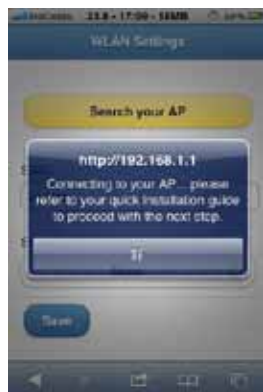 WLAN Settings
Search your AP
http://192.168.1.1
Connecting to your AP... please
refer to your quick installation guide
to proceed with the next step.
Save